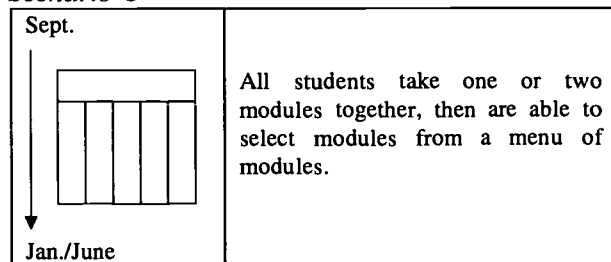 Sept.
All students take one or two
modules together, then are able to
select modules from a menu of
modules.
Jan./June